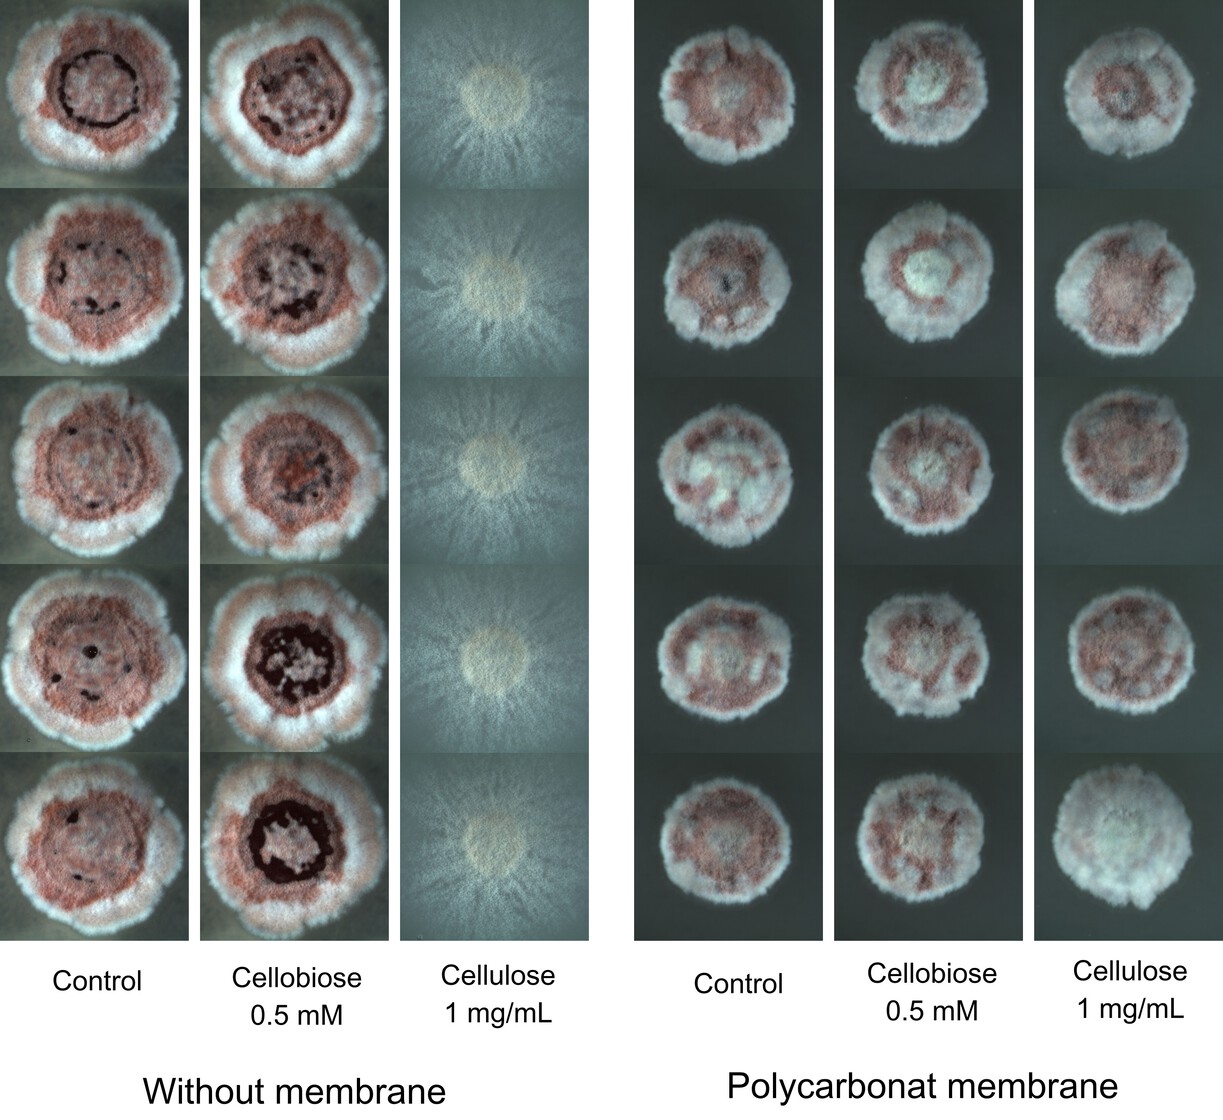 Control
Cellobiose
0.5 mM
Cellulose
1 mg/mL
Control
Cellobiose
0.5 mM
Cellulose
1 mg/mL
Without membrane
Polycarbonat membrane